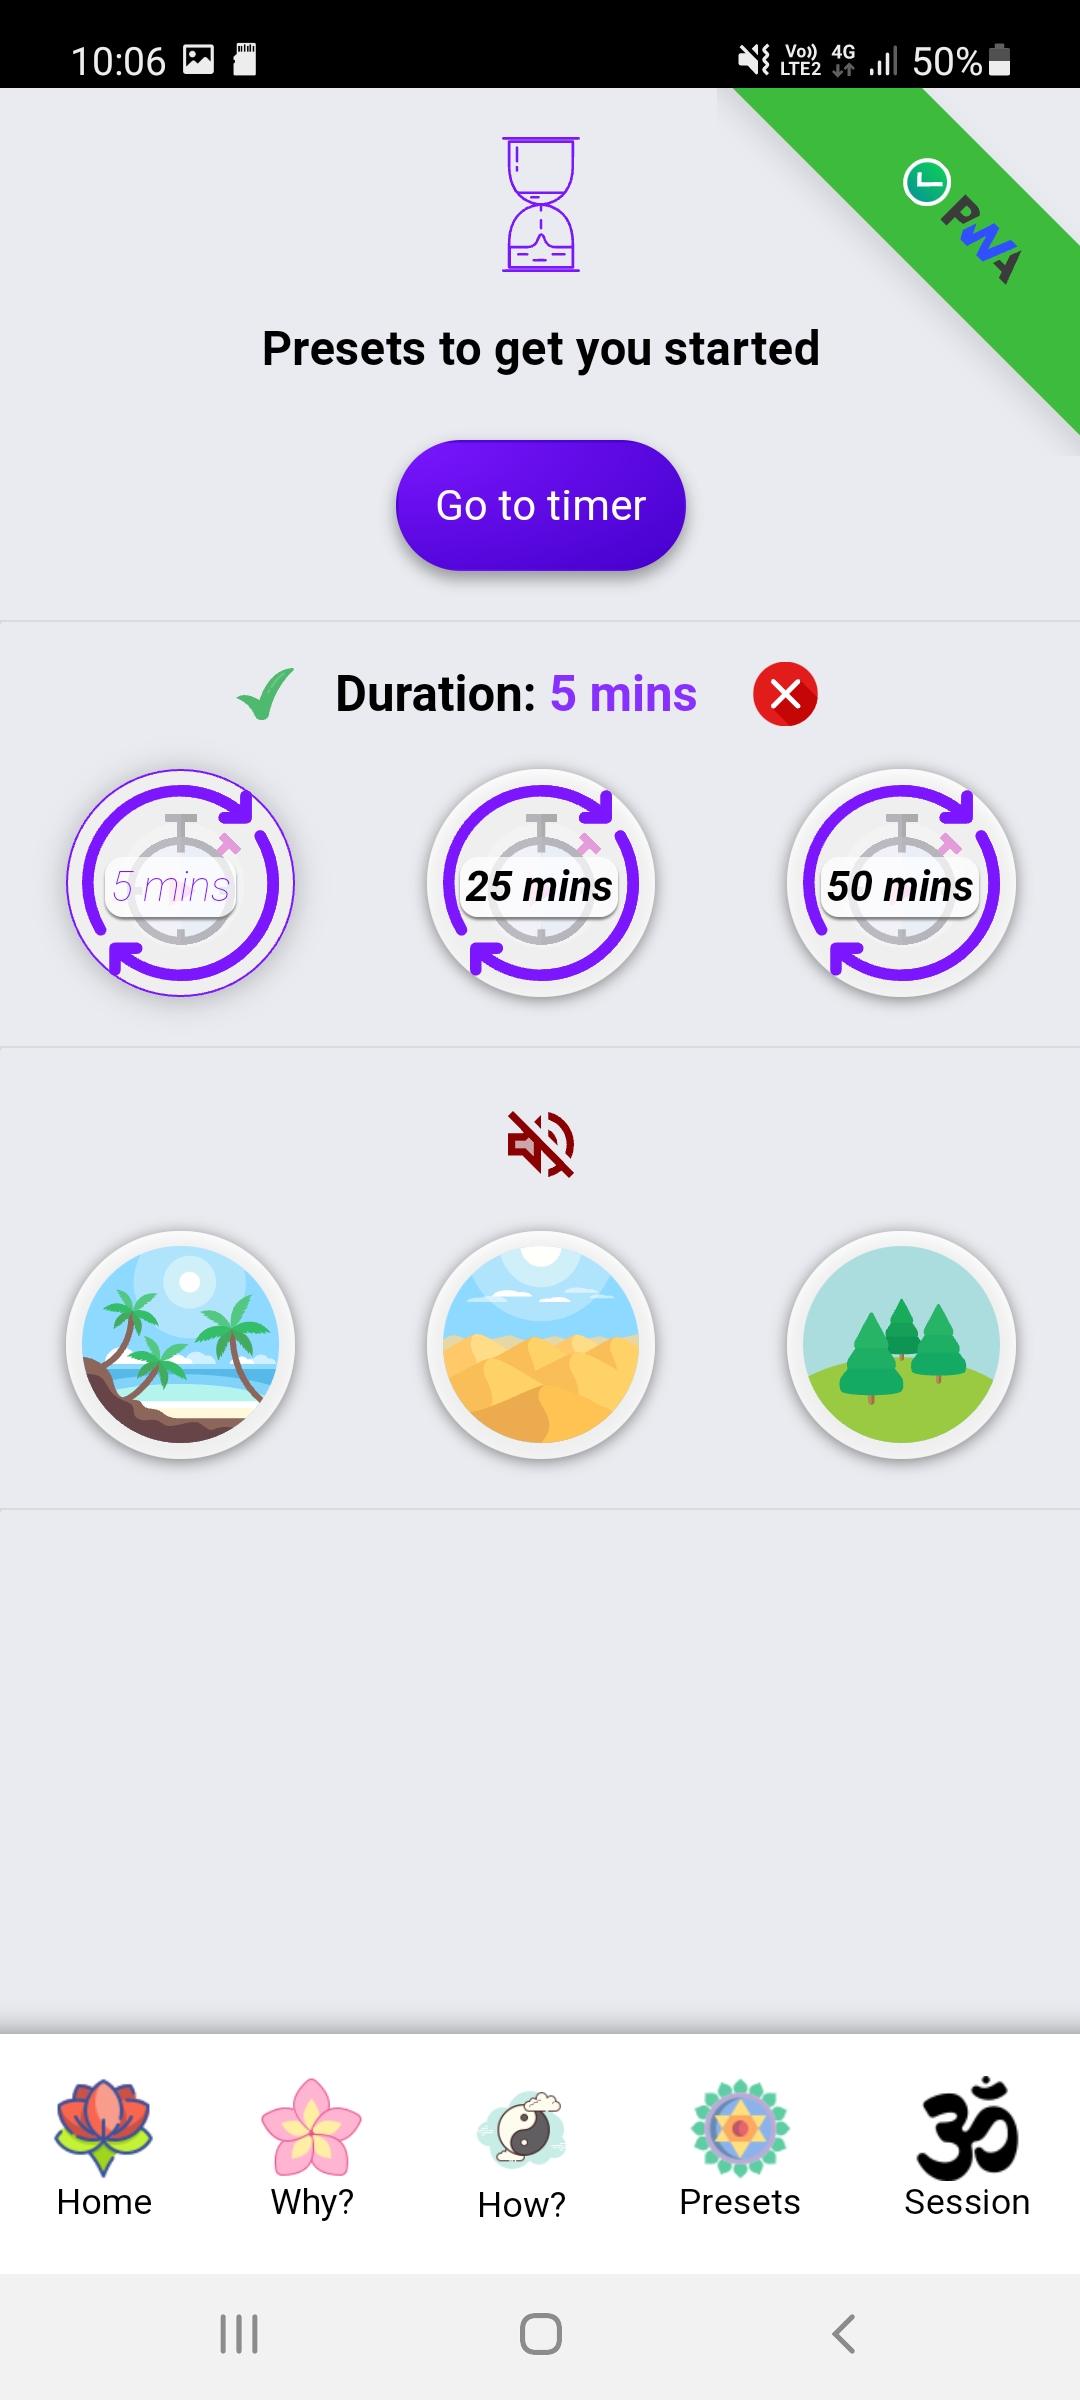 10:06 Vo)) LTE2 4G 50%
PWA
Presets to get you started
Go to timer
Duration: 5 mins
5 mins 25 mins 50 mins
Home Why? How? Presets Session